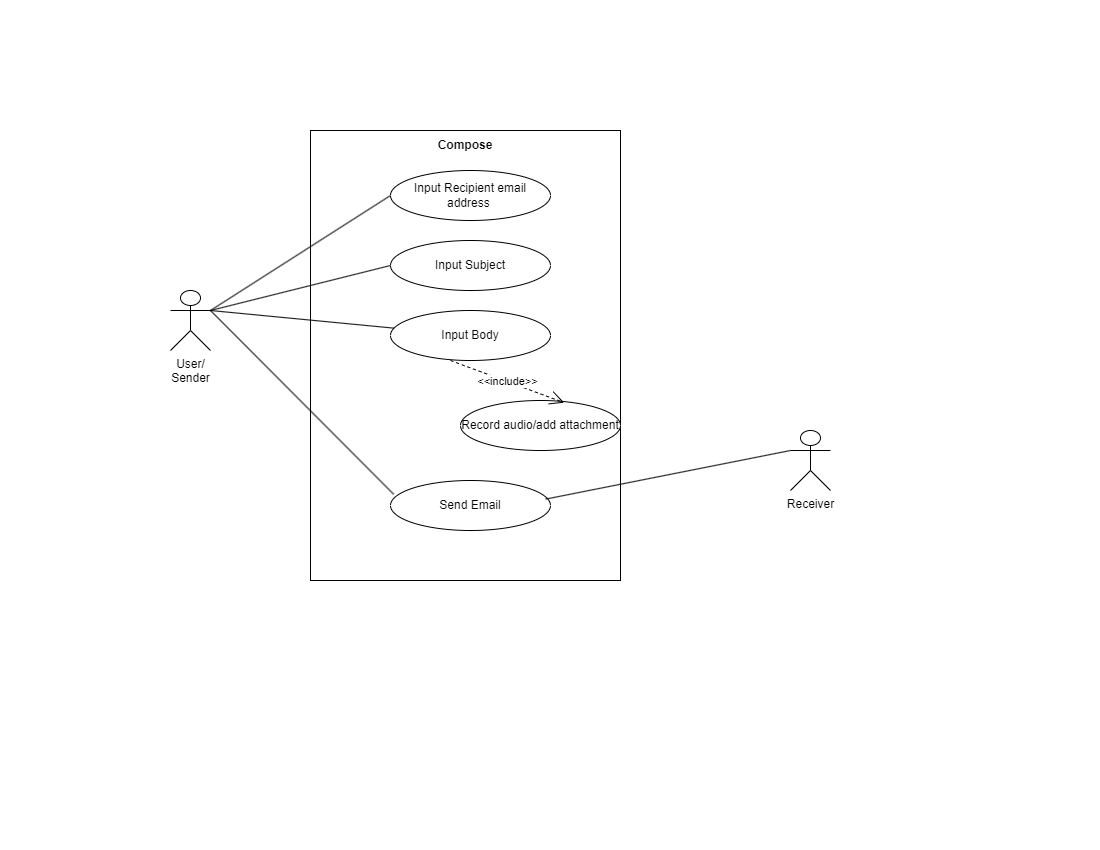 Compose
Input Recipient email
address
Input Subject
Input Body
User/
Sender
<<include>>
Record audio/add attachment
Send Email
Receiver